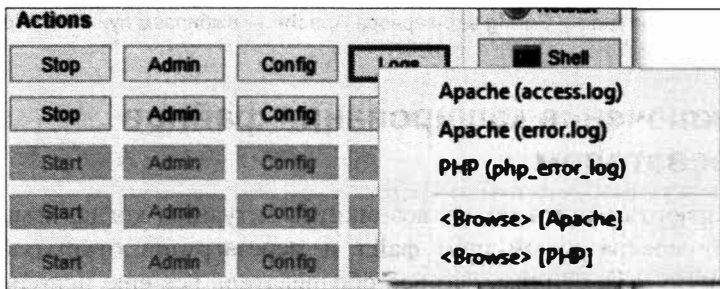 Actions
Netstat
Stop Admin Config Logs Shell
Apache (access.log)
Stop Admin Config
Apache (error.log)
Start Admin Config
PHP (php_error_log)
Start Admin Config
<Browse> [Apache]
<Browse> [PHP]
Start Admin Config